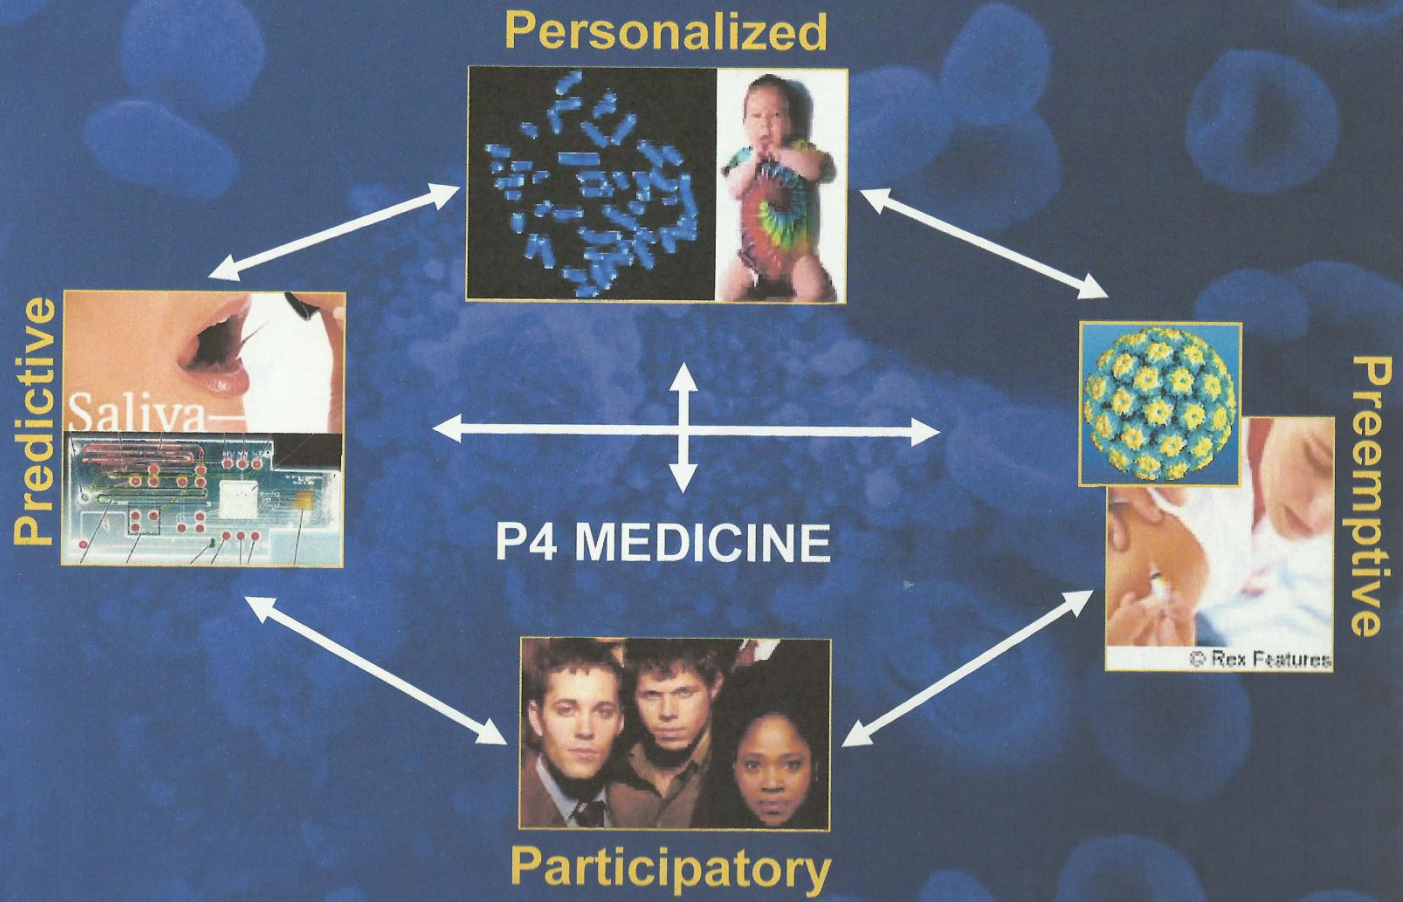 Personalized
Predictive
Saliva—
Preemptive
P4 MEDICINE
© Rex Features
Participatory